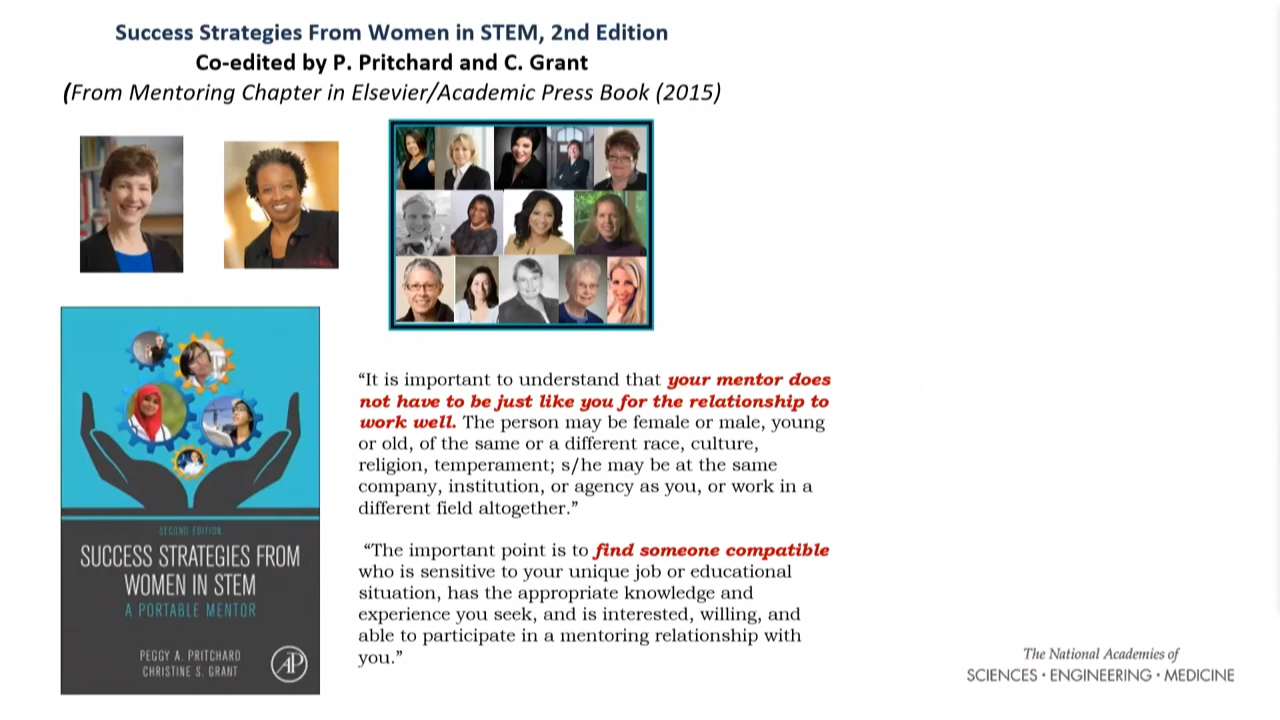 Success Strategies From Women in STEM, 2nd Edition
Co-edited by P. Pritchard and C. Grant
(From Mentoring Chapter in Elsevier/Academic Press Book (2015)
SECOND EDITION
SUCCESS STRATEGIES FROM
WOMEN IN STEM
A PORTABLE MENTOR
PEGGY A. PRITCHARD
CHRISTINE S. GRANT
AP
“It is important to understand that your mentor does
not have to be just like you for the relationship to
work well. The person may be female or male, young
or old, of the same or a different race, culture,
religion, temperament; s/he may be at the same
company, institution, or agency as you, or work in a
different field altogether.”
“The important point is to find someone compatible
who is sensitive to your unique job or educational
situation, has the appropriate knowledge and
experience you seek, and is interested, willing, and
able to participate in a mentoring relationship with
you.”
The National Academies of
SCIENCES · ENGINEERING · MEDICINE